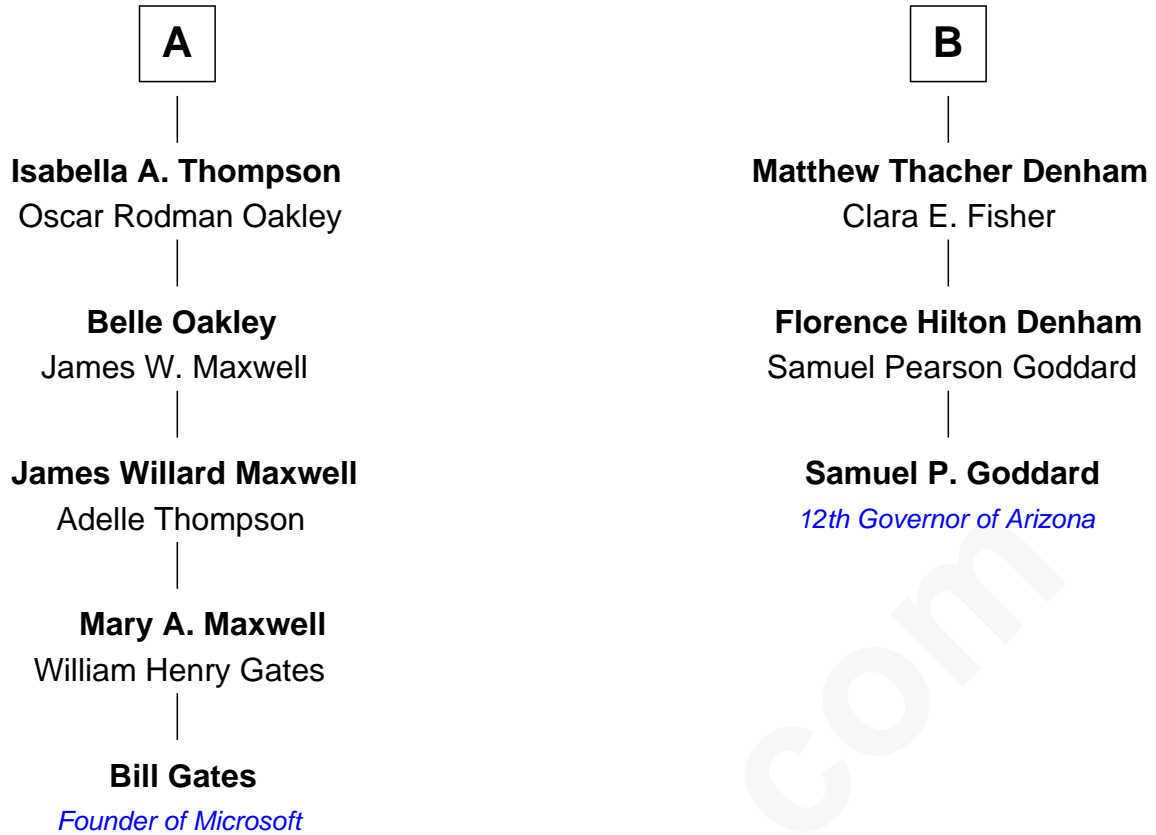 A
Isabella A. Thompson
Oscar Rodman Oakley
Belle Oakley
James W. Maxwell
James Willard Maxwell
Adelle Thompson
Mary A. Maxwell
William Henry Gates
Bill Gates
Founder of Microsoft
B
Matthew Thacher Denham
Clara E. Fisher
Florence Hilton Denham
Samuel Pearson Goddard
Samuel P. Goddard
12th Governor of Arizona
com